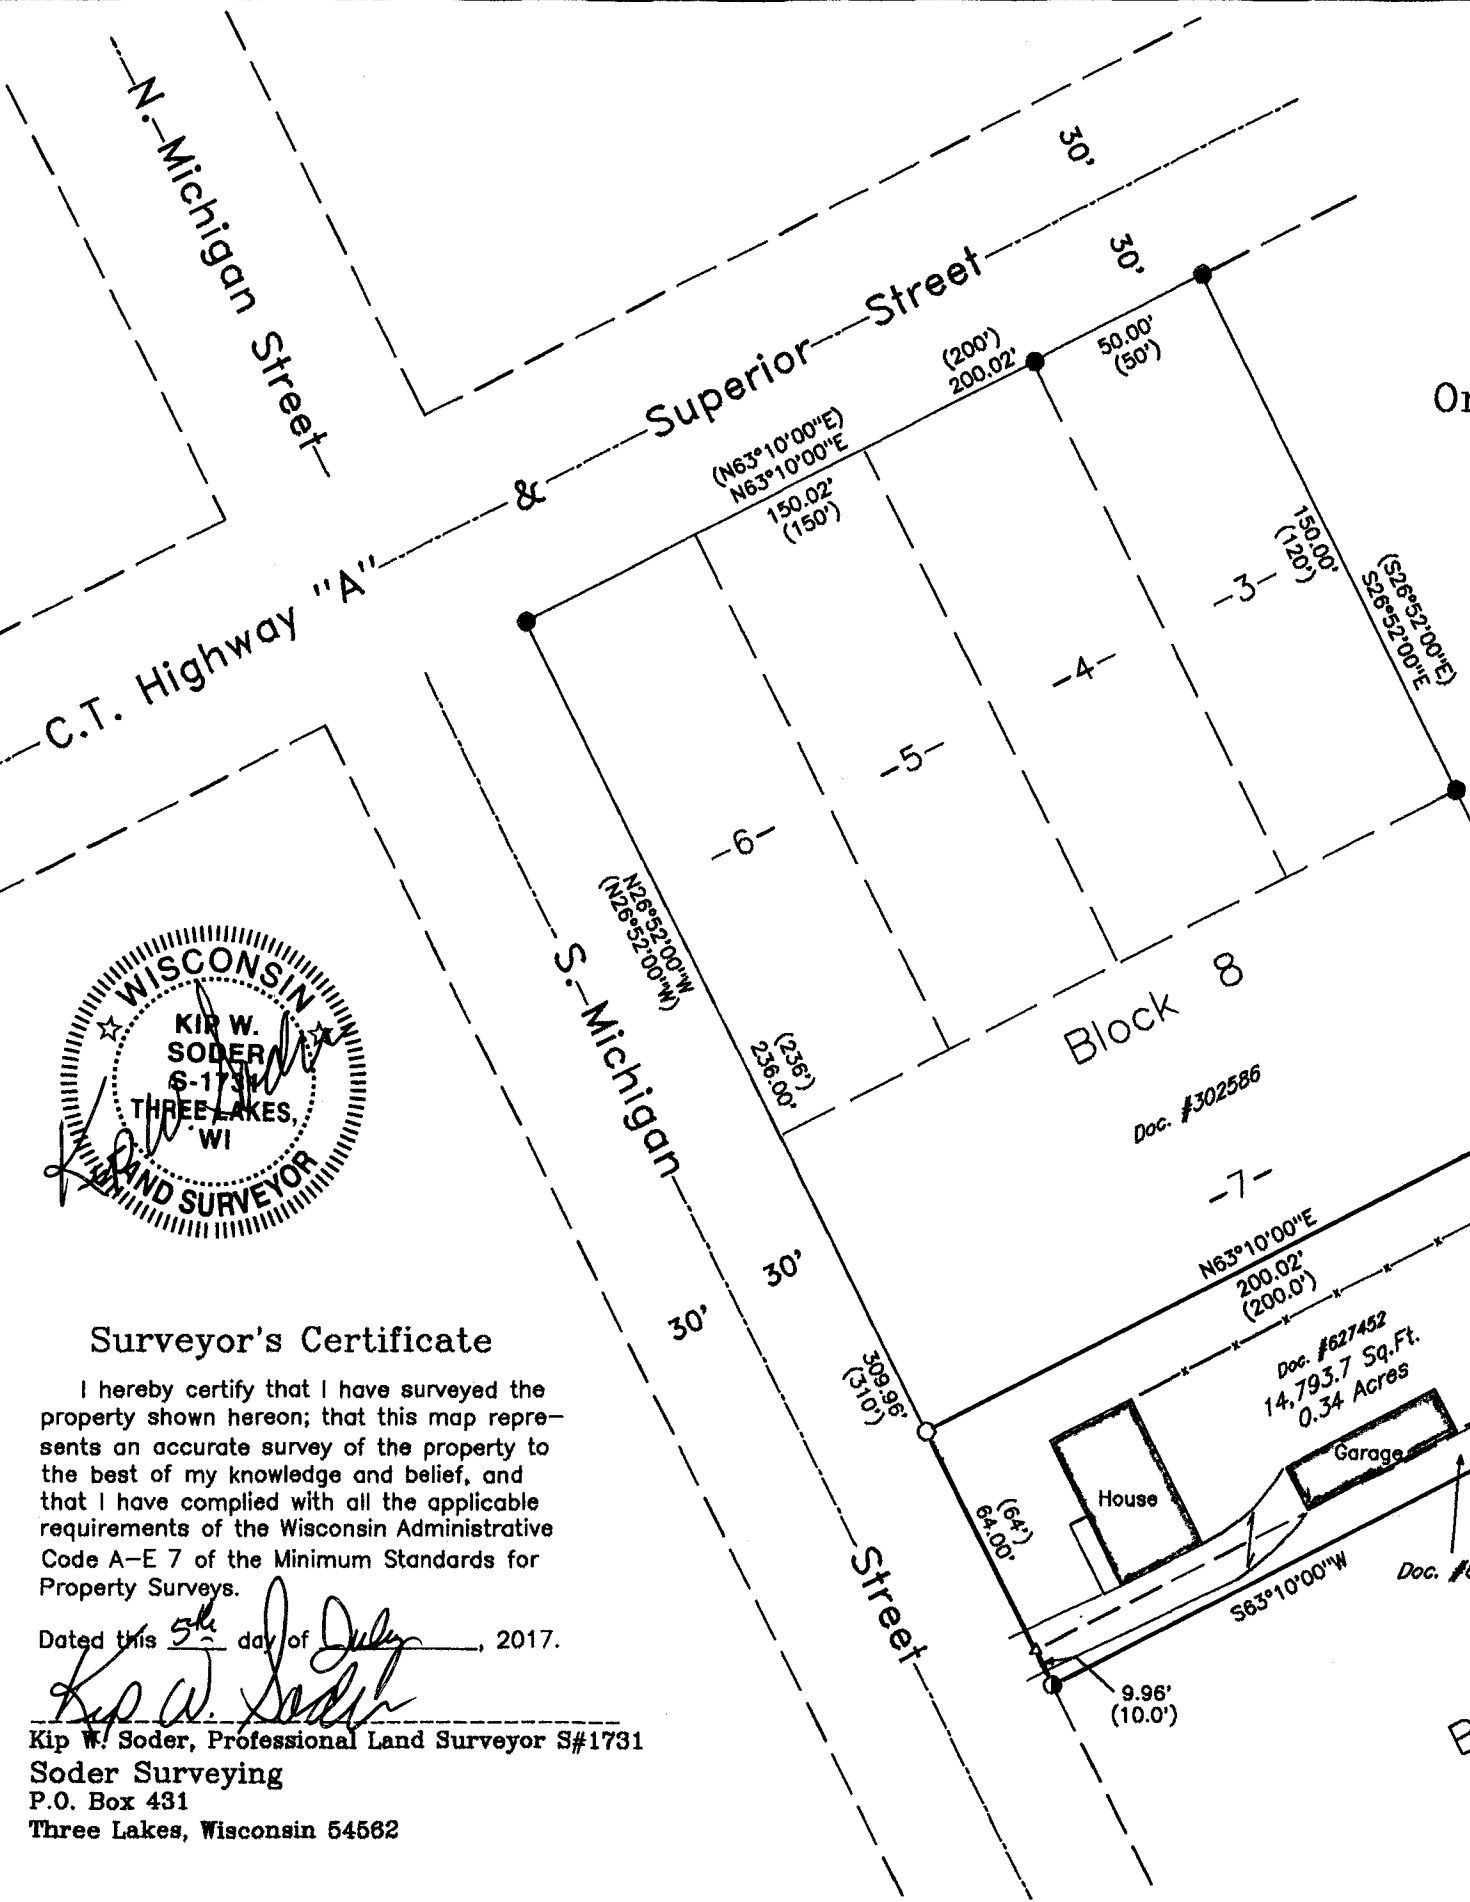 N. Michigan Street
30'
30'
C.T. Highway "A" & Superior Street
(200')
200.02'
50.00'
(50')
(N63°10'00"E)
N63°10'00"E
150.02'
(150')
150.00'
(120')
(S26°52'00"E)
S26°52'00"E
-3-
-4-
-5-
-6-
N26°52'00"W
(N26°52'00"W)
(236')
236.00'
Block 8
Doc. #302586
-7-
S. Michigan Street
30'
30'
N63°10'00"E
200.02'
(200.0')
309.96'
(310')
Doc. #627452
14,793.7 Sq.Ft.
0.34 Acres
Garage
House
(64')
64.00'
S63°10'00"W
Doc.
9.96'
(10.0')
WISCONSIN
KIP W.
SODER
S-1731
THREE LAKES,
WI
LAND SURVEYOR
Kip W. Soder
Surveyor's Certificate
I hereby certify that I have surveyed the
property shown hereon; that this map repre-
sents an accurate survey of the property to
the best of my knowledge and belief, and
that I have complied with all the applicable
requirements of the Wisconsin Administrative
Code A-E 7 of the Minimum Standards for
Property Surveys.
Dated this 5th day of July, 2017.
Kip W. Soder
Kip W. Soder, Professional Land Surveyor S#1731
Soder Surveying
P.O. Box 431
Three Lakes, Wisconsin 54562